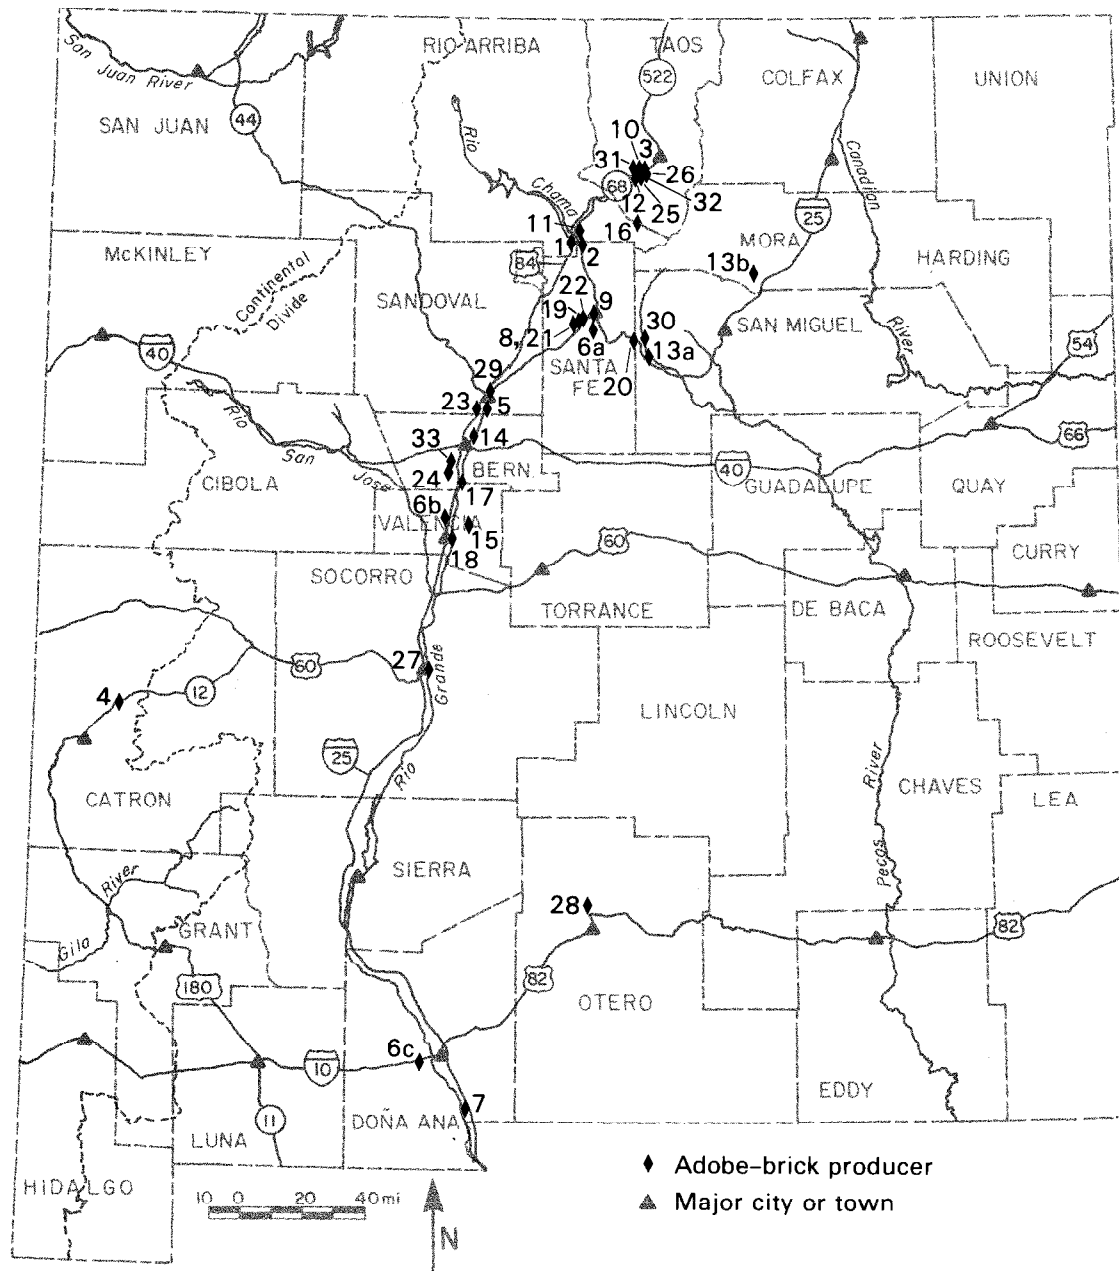 RIO ARRIBA
TAOS
San Juan River
522
COLFAX
UNION
SAN JUAN
44
Rio
Chama
10
3
31
26
68
12
25
32
Canadian
25
11
16
1
2
MORA
McKINLEY
84
13b
HARDING
Continental
Divide
SANDOVAL
22
9
19
8, 21
6a
30
SAN MIGUEL
River
54
40
SANTA
FE
20
13a
29
23
5
Rio
San
Jose
33
14
66
24
BERN.
40
CIBOLA
17
GUADALUPE
QUAY
6b
VALENCIA
15
18
60
CURRY
SOCORRO
TORRANCE
DE BACA
ROOSEVELT
27
60
Grande
4
12
LINCOLN
25
Rio
River
CATRON
CHAVES
LEA
SIERRA
Pecos
River
28
GRANT
Gila
82
180
82
OTERO
6c
10
EDDY
7
11
DOÑA ANA
LUNA
HIDALGO
Adobe-brick producer
Major city or town
10 0 20 40 mi
N